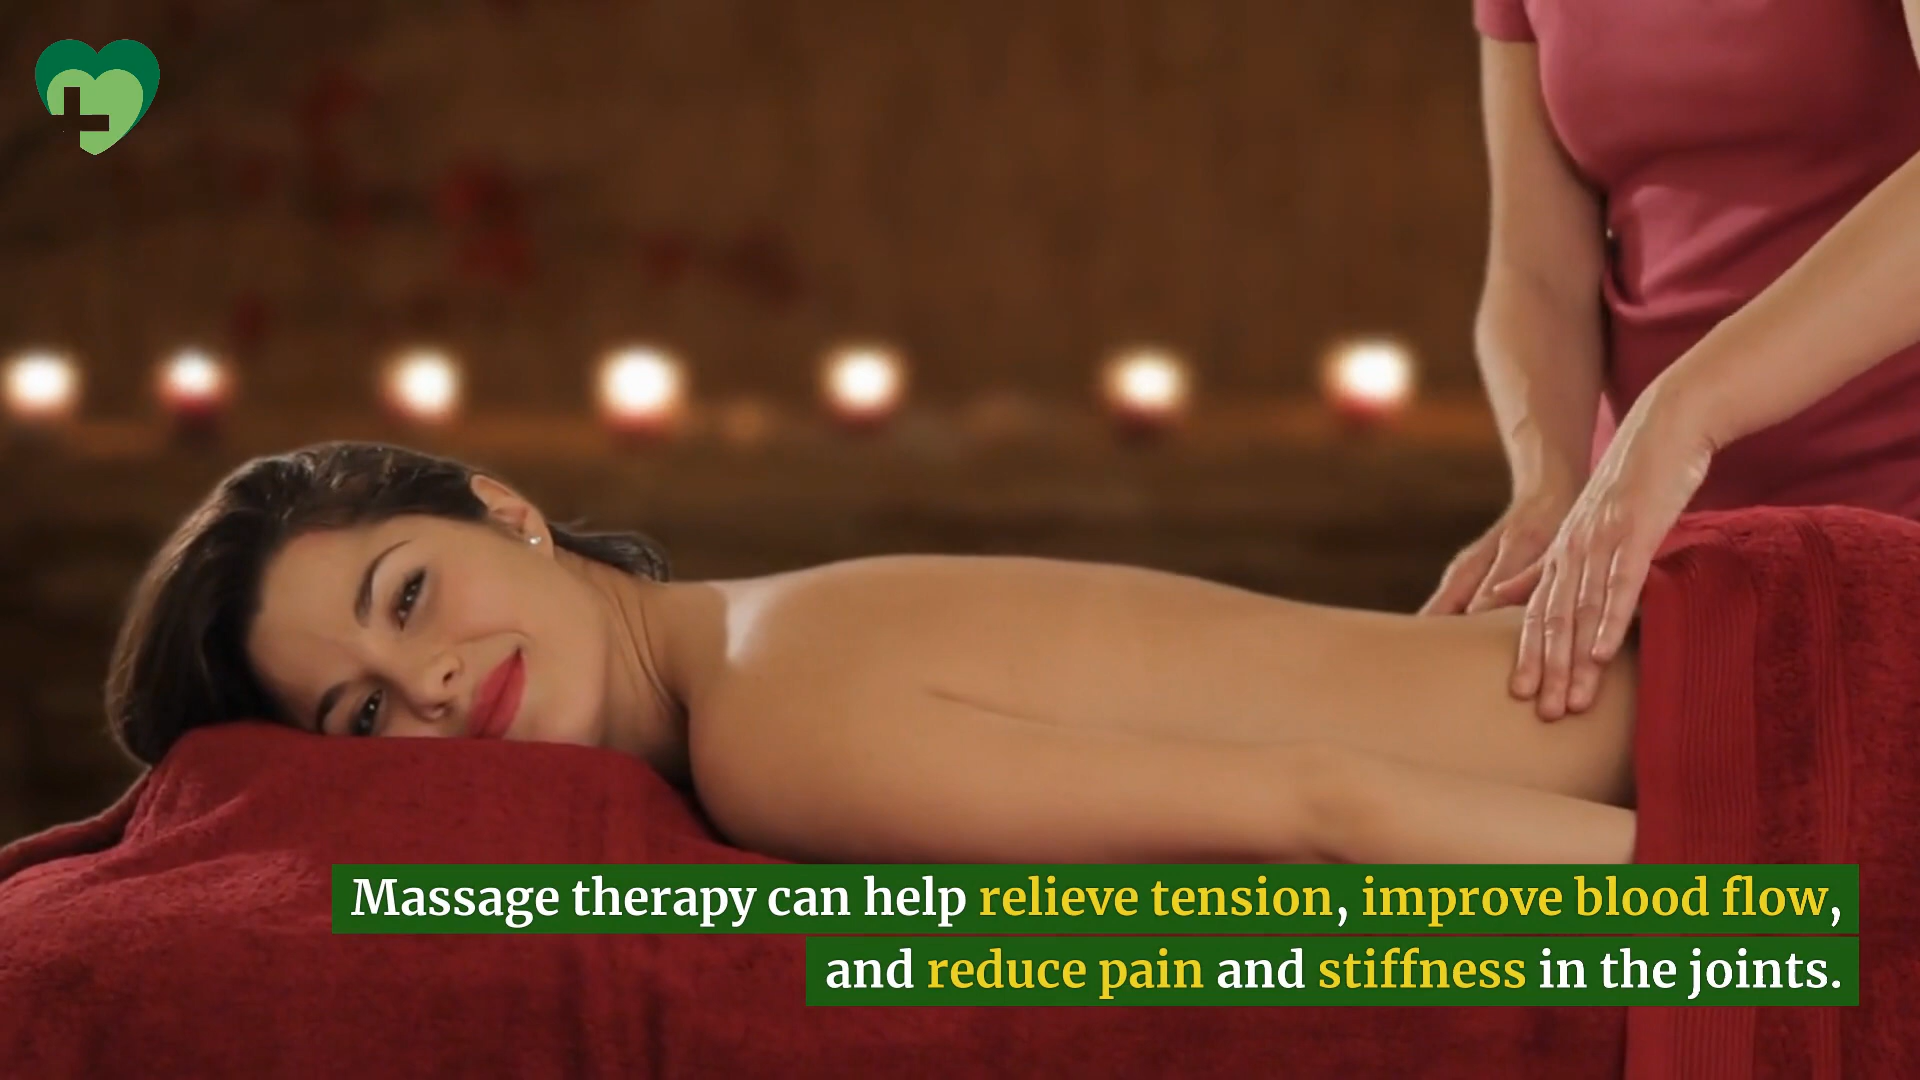 Massage therapy can help relieve tension, improve blood flow,
and reduce pain and stiffness in the joints.